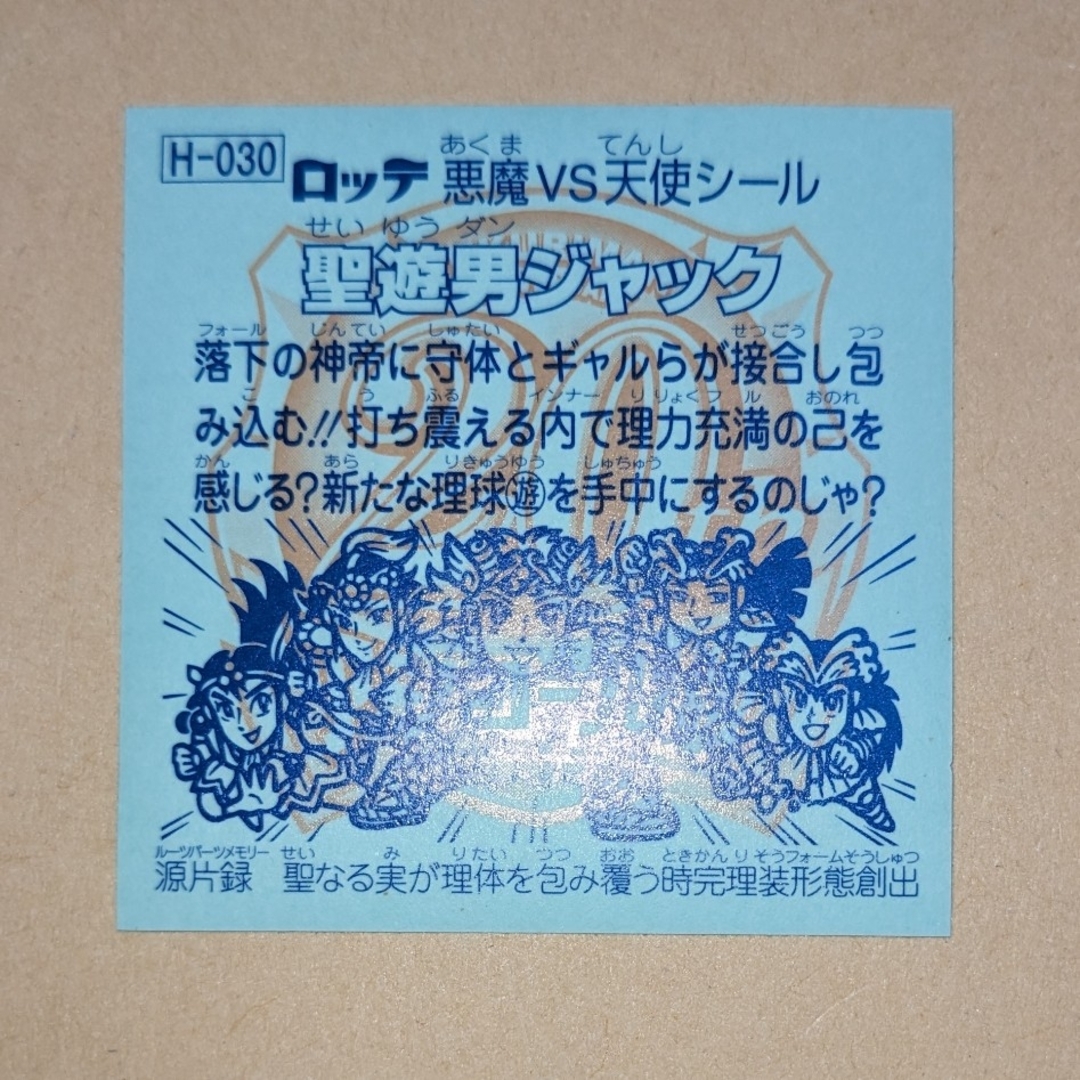 H-030
あくま てんし
ロッテ 悪魔VS天使シール
せい ゆう ダン
聖遊男ジャック
フォール じんてい しゅたい せつごう つつ
落下の神帝に守体とギャルらが接合し包
こ う ふる インナー りりょくフル おのれ
み込む!!打ち震える内で理力充満の己を
かん あら りきゅうゆう しゅちゅう
感じる?新たな理球遊を手中にするのじゃ?
20th
ルーツパーツメモリー せい み りたい つつ おお ときかんりそうフォームそうしゅつ
源片録 聖なる実が理体を包み覆う時完理装形態創出